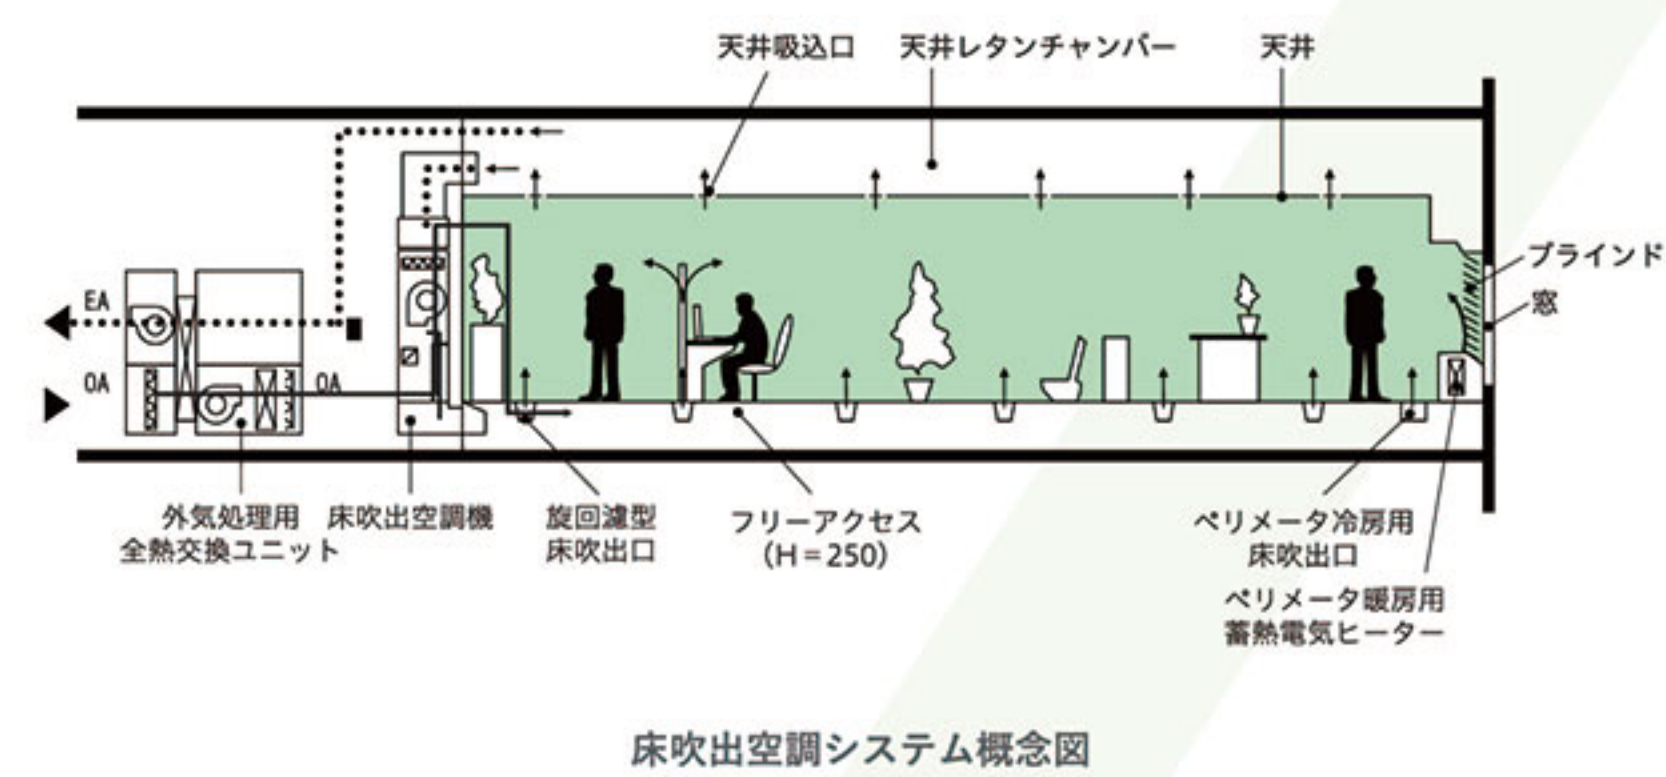 天井吸込口
天井レタンチャンバー
天井
ブラインド
窓
EA
OA
OA
外気処理用
全熱交換ユニット
床吹出空調機
旋回濾型
床吹出口
フリーアクセス
(H=250)
ペリメータ冷房用
床吹出口
ペリメータ暖房用
蓄熱電気ヒーター
床吹出空調システム概念図